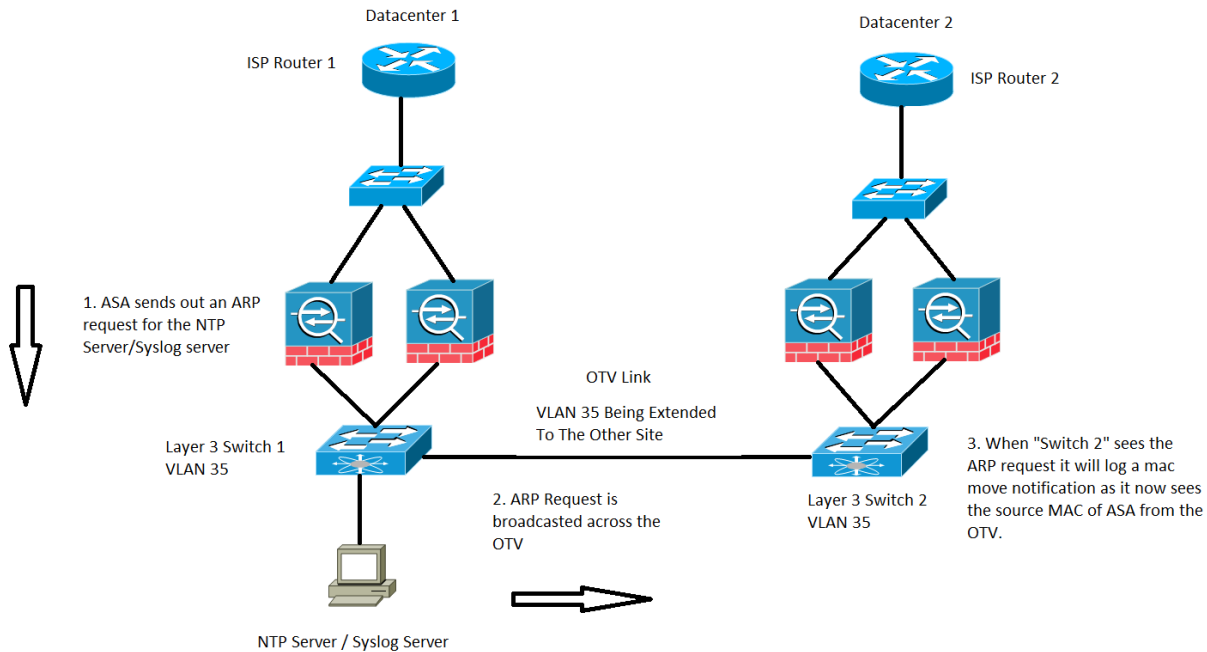 Datacenter 1
Datacenter 2
ISP Router 1
ISP Router 2
1. ASA sends out an ARP
request for the NTP
Server/Syslog server
OTV Link
VLAN 35 Being Extended
To The Other Site
Layer 3 Switch 1
VLAN 35
3. When "Switch 2" sees the
ARP request it will log a mac
move notification as it now sees
the source MAC of ASA from the
OTV.
2. ARP Request is
broadcasted across the
OTV
Layer 3 Switch 2
VLAN 35
NTP Server / Syslog Server